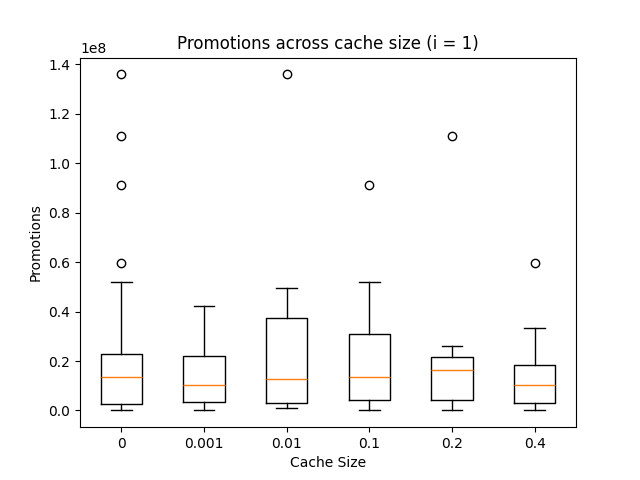 Promotions across cache size (i = 1)
1e8
1.4
1.2
1.0
0.8
0.6
0.4
0.2
0.0
Promotions
0 0.001 0.01 0.1 0.2 0.4
Cache Size